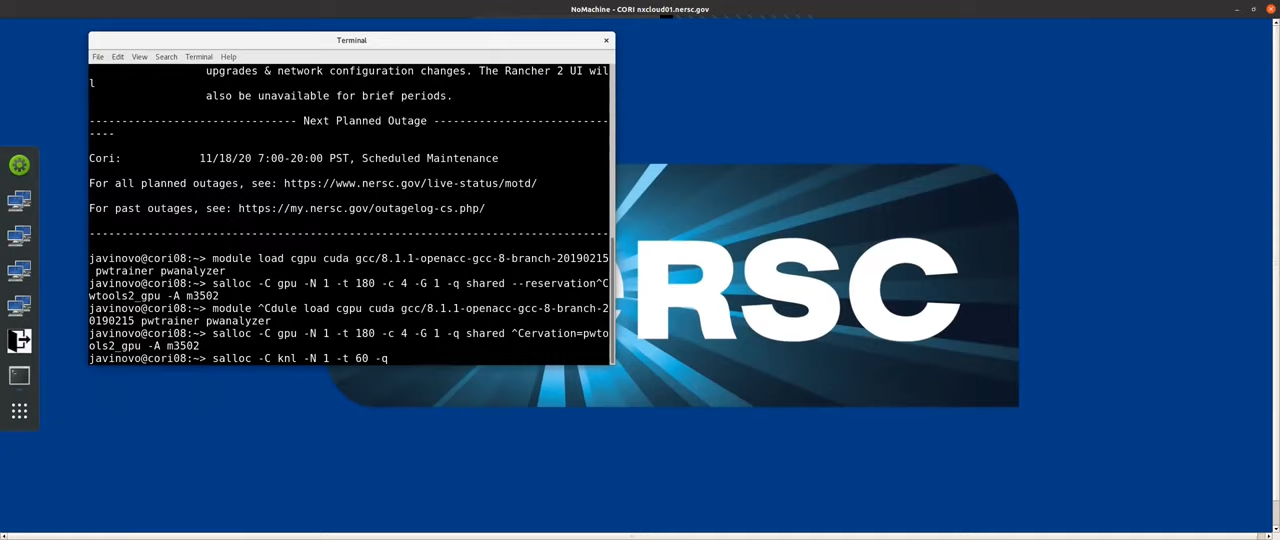 NoMachine - CORI nxcloud01.nersc.gov
Terminal
File Edit View Search Terminal Help
upgrades & network configuration changes. The Rancher 2 UI wil
l
also be unavailable for brief periods.
------------------------------- Next Planned Outage ---------------------------
----
Cori: 11/18/20 7:00-20:00 PST, Scheduled Maintenance
For all planned outages, see: https://www.nersc.gov/live-status/motd/
For past outages, see: https://my.nersc.gov/outagelog-cs.php/
--------------------------------------------------------------------------------
javinovo@cori08:~> module load cgpu cuda gcc/8.1.1-openacc-gcc-8-branch-20190215
pwtrainer pwanalyzer
javinovo@cori08:~> salloc -C gpu -N 1 -t 180 -c 4 -G 1 -q shared --reservation^C
wtools2_gpu -A m3502
javinovo@cori08:~> module ^Cdule load cgpu cuda gcc/8.1.1-openacc-gcc-8-branch-2
0190215 pwtrainer pwanalyzer
javinovo@cori08:~> salloc -C gpu -N 1 -t 180 -c 4 -G 1 -q shared ^Cervation=pwto
ols2_gpu -A m3502
javinovo@cori08:~> salloc -C knl -N 1 -t 60 -q
RSC